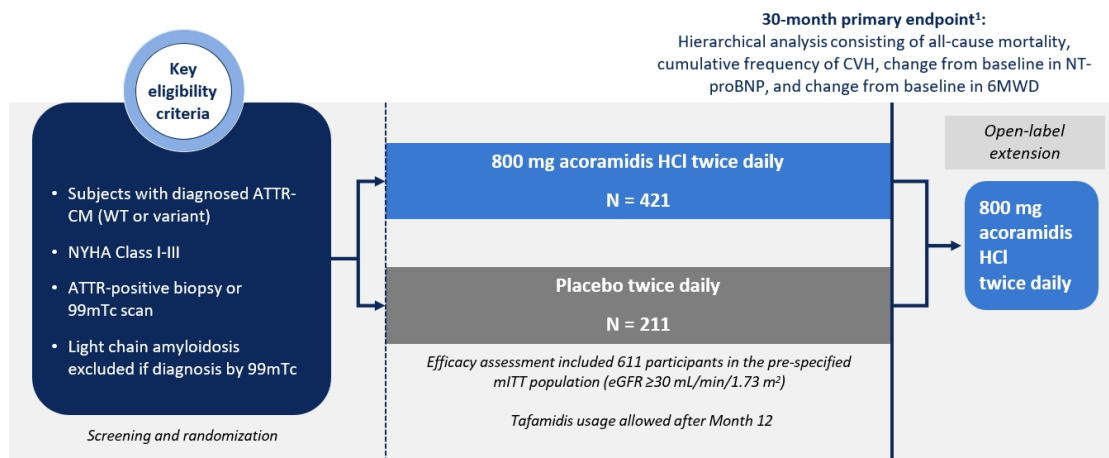 30-month primary endpoint¹:
Hierarchical analysis consisting of all-cause mortality,
cumulative frequency of CVH, change from baseline in NT-
proBNP, and change from baseline in 6MWD
Key
eligibility
criteria
• Subjects with diagnosed ATTR-
CM (WT or variant)
• NYHA Class I-III
• ATTR-positive biopsy or
99mTc scan
• Light chain amyloidosis
excluded if diagnosis by 99mTc
Screening and randomization
800 mg acoramidis HCl twice daily
N = 421
Placebo twice daily
N = 211
Efficacy assessment included 611 participants in the pre-specified
mITT population (eGFR ≥30 mL/min/1.73 m²)
Tafamidis usage allowed after Month 12
Open-label
extension
800 mg
acoramidis
HCl
twice daily